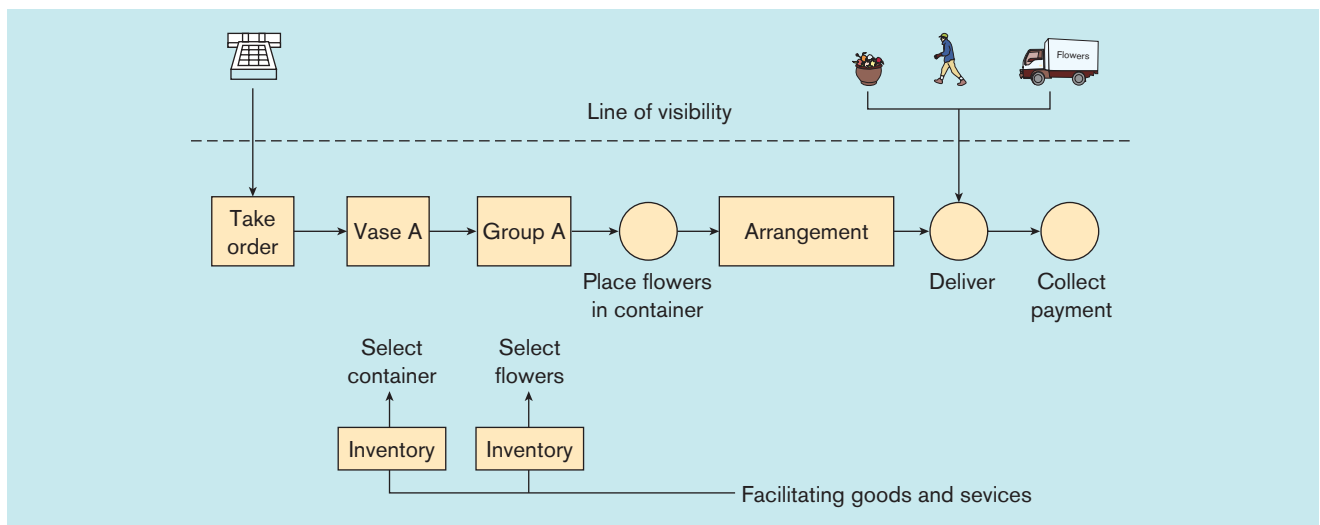 Flowers
Line of visibility
Take
order
Vase A
Group A
Arrangement
Place flowers
in container
Deliver
Collect
payment
Select
container
Select
flowers
Inventory
Inventory
Facilitating goods and sevices